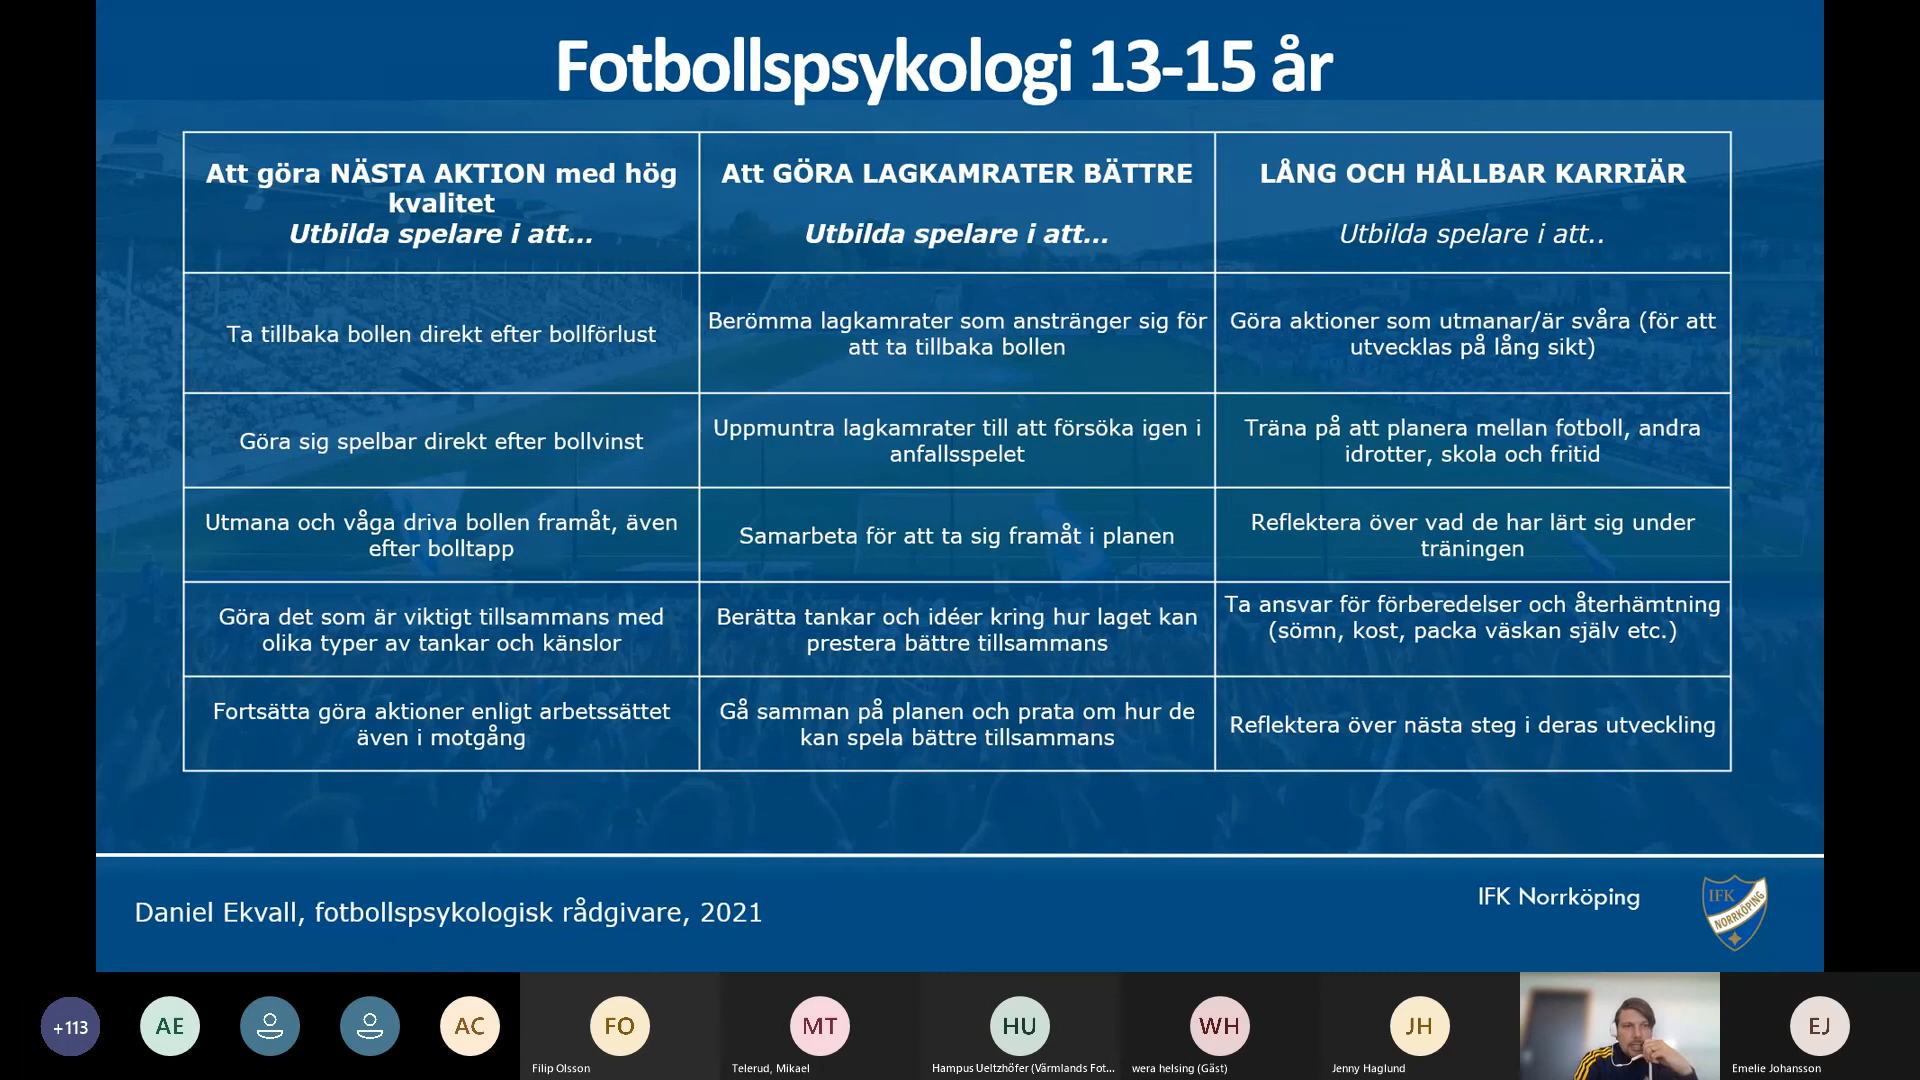 Fotbollspsykologi 13-15 år
Att göra NÄSTA AKTION med hög
kvalitet
Utbilda spelare i att...
Att GÖRA LAGKAMRATER BÄTTRE
Utbilda spelare i att...
LÅNG OCH HÅLLBAR KARRIÄR
Utbilda spelare i att..
Ta tillbaka bollen direkt efter bollförlust
Berömma lagkamrater som anstränger sig för
att ta tillbaka bollen
Göra aktioner som utmanar/är svåra (för att
utvecklas på lång sikt)
Göra sig spelbar direkt efter bollvinst
Uppmuntra lagkamrater till att försöka igen i
anfallsspelet
Träna på att planera mellan fotboll, andra
idrotter, skola och fritid
Utmana och våga driva bollen framåt, även
efter bolltapp
Samarbeta för att ta sig framåt i planen
Reflektera över vad de har lärt sig under
träningen
Göra det som är viktigt tillsammans med
olika typer av tankar och känslor
Berätta tankar och idéer kring hur laget kan
prestera bättre tillsammans
Ta ansvar för förberedelser och återhämtning
(sömn, kost, packa väskan själv etc.)
Fortsätta göra aktioner enligt arbetssättet
även i motgång
Gå samman på planen och prata om hur de
kan spela bättre tillsammans
Reflektera över nästa steg i deras utveckling
Daniel Ekvall, fotbollspsykologisk rådgivare, 2021
IFK Norrköping
IFK
NORRKÖPING
+113
AE
AC
FO
MT
HU
WH
JH
EJ
Filip Olsson
Telerud, Mikael
Hampus Ueltzhöfer (Värmlands Fot...
wera helsing (Gäst)
Jenny Haglund
Emelie Johansson